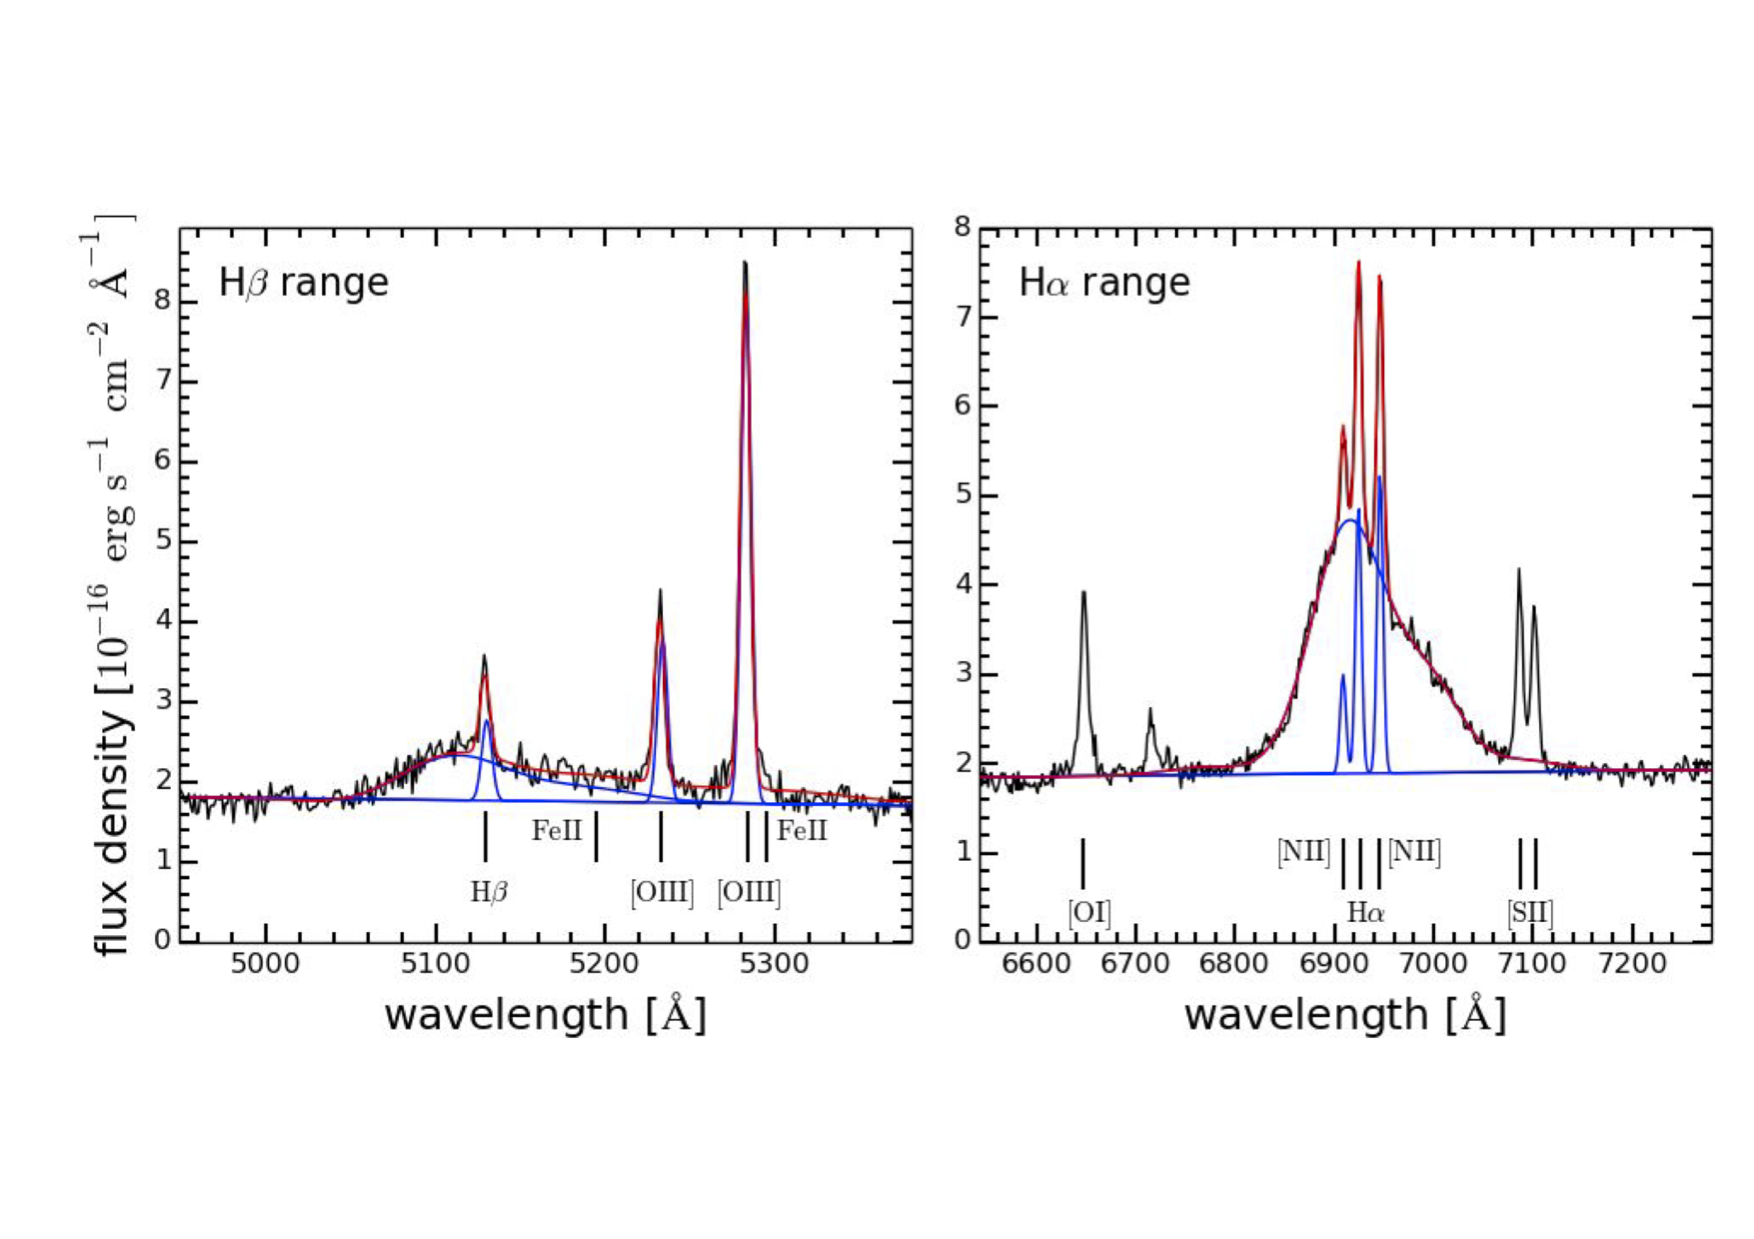 flux density [10⁻¹⁶ erg s⁻¹ cm⁻² Å⁻¹]
Hβ range
8
7
6
5
4
3
2
1
0
FeII
FeII
Hβ
[OIII]
[OIII]
5000 5100 5200 5300
wavelength [Å]
Hα range
8
7
6
5
4
3
2
1
0
[NII]
[NII]
[OI]
Hα
[SII]
6600 6700 6800 6900 7000 7100 7200
wavelength [Å]